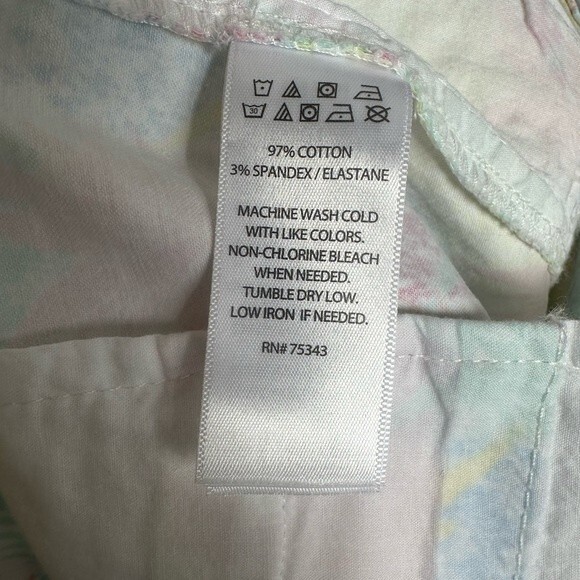 30
97% COTTON
3% SPANDEX / ELASTANE
MACHINE WASH COLD
WITH LIKE COLORS.
NON-CHLORINE BLEACH
WHEN NEEDED.
TUMBLE DRY LOW.
LOW IRON IF NEEDED.
RN# 75343